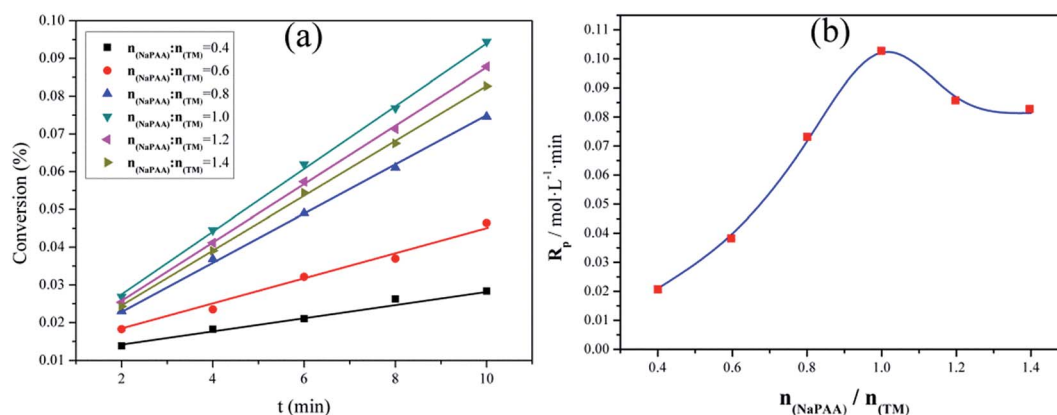 (a)
Conversion (%)
0.10
0.09
0.08
0.07
0.06
0.05
0.04
0.03
0.02
0.01
n(NaPAA):n(TM)=0.4
n(NaPAA):n(TM)=0.6
n(NaPAA):n(TM)=0.8
n(NaPAA):n(TM)=1.0
n(NaPAA):n(TM)=1.2
n(NaPAA):n(TM)=1.4
2 4 6 8 10
t (min)
(b)
Rp / mol·L-1·min
0.11
0.10
0.09
0.08
0.07
0.06
0.05
0.04
0.03
0.02
0.01
0.00
0.4 0.6 0.8 1.0 1.2 1.4
n(NaPAA) / n(TM)